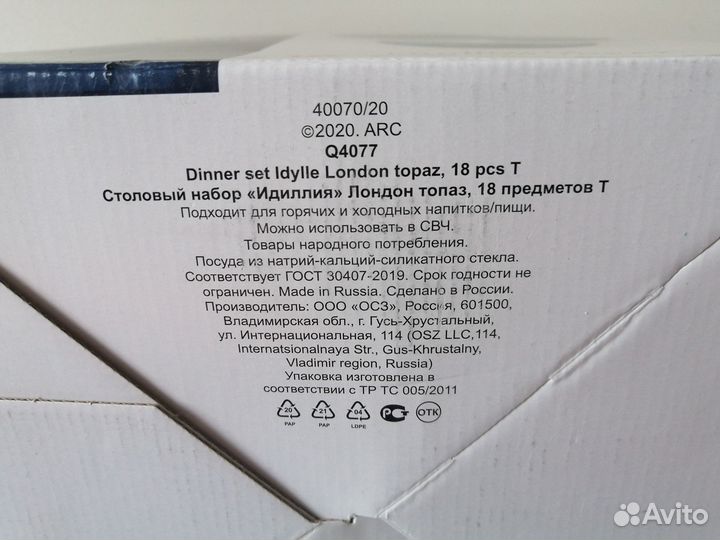 40070/20
©2020. ARC
Q4077
Dinner set Idylle London topaz, 18 pcs T
Столовый набор «Идиллия» Лондон топаз, 18 предметов Т
Подходит для горячих и холодных напитков/пищи.
Можно использовать в СВЧ.
Товары народного потребления.
Посуда из натрий-кальций-силикатного стекла.
Соответствует ГОСТ 30407-2019. Срок годности не
ограничен. Made in Russia. Сделано в России.
Производитель: ООО «ОСЗ», Россия, 601500,
Владимирская обл., г. Гусь-Хрустальный,
ул. Интернациональная, 114 (OSZ LLC,114,
Internatsionalnaya Str., Gus-Khrustalny,
Vladimir region, Russia)
Упаковка изготовлена в
соответствии с ТР ТС 005/2011
20 21 04 РСТ ОТК
PAP PAP LDPE
Avito